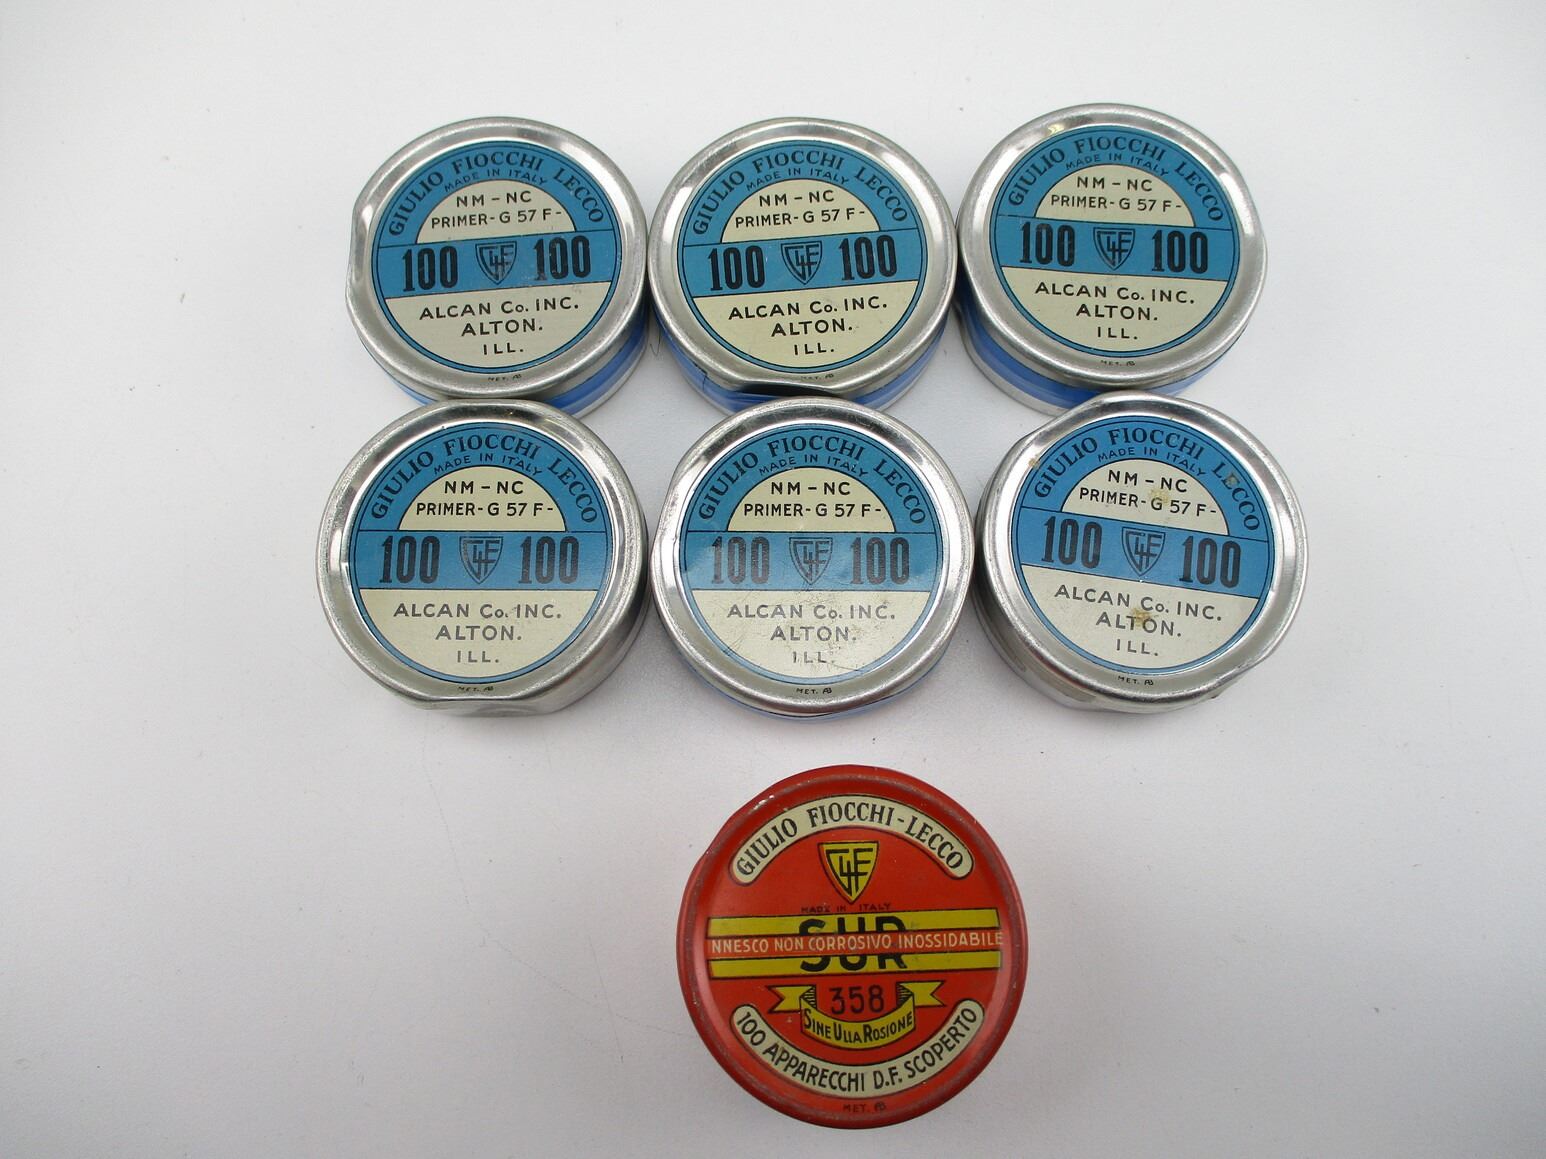 GIULIO FIOCCHI LECCO
MADE IN ITALY
NM-NC
PRIMER-G 57 F-
100 GF 100
ALCAN Co. INC.
ALTON.
ILL.
MET. AB
GIULIO FIOCCHI LECCO
MADE IN ITALY
NM-NC
PRIMER-G 57 F-
100 GF 100
ALCAN Co. INC.
ALTON.
ILL.
MET. AB
GIULIO FIOCCHI LECCO
MADE IN ITALY
NM-NC
PRIMER-G 57 F-
100 GF 100
ALCAN Co. INC.
ALTON.
ILL.
MET. AB
GIULIO FIOCCHI LECCO
MADE IN ITALY
NM-NC
PRIMER-G 57 F-
100 GF 100
ALCAN Co. INC.
ALTON.
ILL.
MET. AB
GIULIO FIOCCHI LECCO
MADE IN ITALY
NM-NC
PRIMER-G 57 F-
100 GF 100
ALCAN Co. INC.
ALTON.
ILL.
MET. AB
GIULIO FIOCCHI LECCO
MADE IN ITALY
NM-NC
PRIMER-G 57 F-
100 GF 100
ALCAN Co. INC.
ALTON.
ILL.
MET. AB
GIULIO FIOCCHI-LECCO
GF
MADE IN ITALY
SUR
NNESCO NON CORROSIVO INOSSIDABILE
358
SINE ULLA ROSIONE
100 APPARECCHI D.F. SCOPERTO
MET. AB